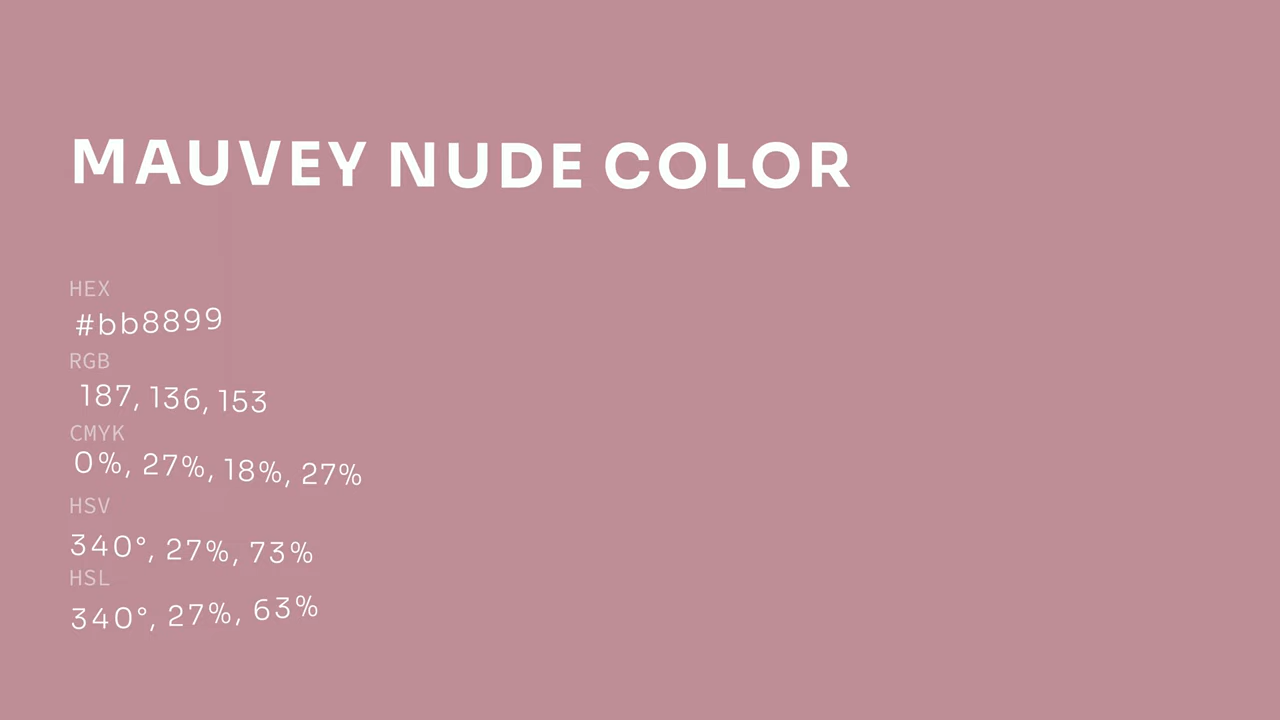 MAUVEY NUDE COLOR
HEX
#bb8899
RGB
187, 136, 153
CMYK
0%, 27%, 18%, 27%
HSV
340°, 27%, 73%
HSL
340°, 27%, 63%